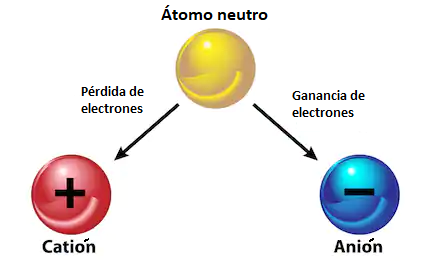 Átomo neutro
Pérdida de
electrones
Ganancia de
electrones
+
−
Catión
Anión